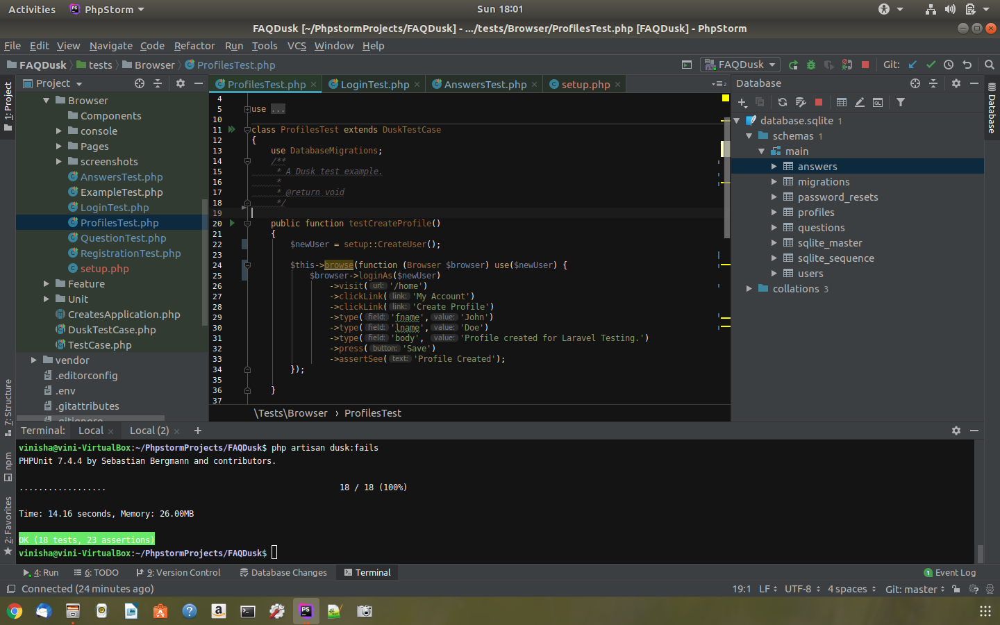 Activities PhpStorm Sun 18:01
FAQDusk [~/PhpstormProjects/FAQDusk] - .../tests/Browser/ProfilesTest.php [FAQDusk] - PhpStorm
File Edit View Navigate Code Refactor Run Tools VCS Window Help
FAQDusk tests Browser ProfilesTest.php FAQDusk Git:
1: Project
7: Structure
npm
2: Favorites
Project
Browser
Components
console
Pages
screenshots
AnswersTest.php
ExampleTest.php
LoginTest.php
ProfilesTest.php
QuestionTest.php
RegistrationTest.php
setup.php
Feature
Unit
CreatesApplication.php
DuskTestCase.php
TestCase.php
vendor
.editorconfig
.env
.gitattributes
.gitignore
ProfilesTest.php LoginTest.php AnswersTest.php setup.php
4
5 use ...
10
11 class ProfilesTest extends DuskTestCase
12 {
13 use DatabaseMigrations;
14 /**
15 * A Dusk test example.
16 *
17 * @return void
18 */
19
20 public function testCreateProfile()
21 {
22 $newUser = setup::CreateUser();
23
24 $this->browse(function (Browser $browser) use($newUser) {
25 $browser->loginAs($newUser)
26 ->visit( url: '/home')
27 ->clickLink( link: 'My Account')
28 ->clickLink( link: 'Create Profile')
29 ->type( field: 'fname', value: 'John')
30 ->type( field: 'lname', value: 'Doe')
31 ->type( field: 'body', value: 'Profile created for Laravel Testing.')
32 ->press( button: 'Save')
33 ->assertSee( text: 'Profile Created');
34 });
35
36 }
37
\Tests\Browser › ProfilesTest
Database
Database
database.sqlite 1
schemas 1
main
answers
migrations
password_resets
profiles
questions
sqlite_master
sqlite_sequence
users
collations 3
Terminal: Local Local (2)
vinisha@vini-VirtualBox:~/PhpstormProjects/FAQDusk$ php artisan dusk:fails
PHPUnit 7.4.4 by Sebastian Bergmann and contributors.
.................. 18 / 18 (100%)
Time: 14.16 seconds, Memory: 26.00MB
OK (18 tests, 23 assertions)
vinisha@vini-VirtualBox:~/PhpstormProjects/FAQDusk$
4: Run 6: TODO 9: Version Control Database Changes Terminal 1 Event Log
Connected (24 minutes ago) 19:1 LF UTF-8 4 spaces Git: master